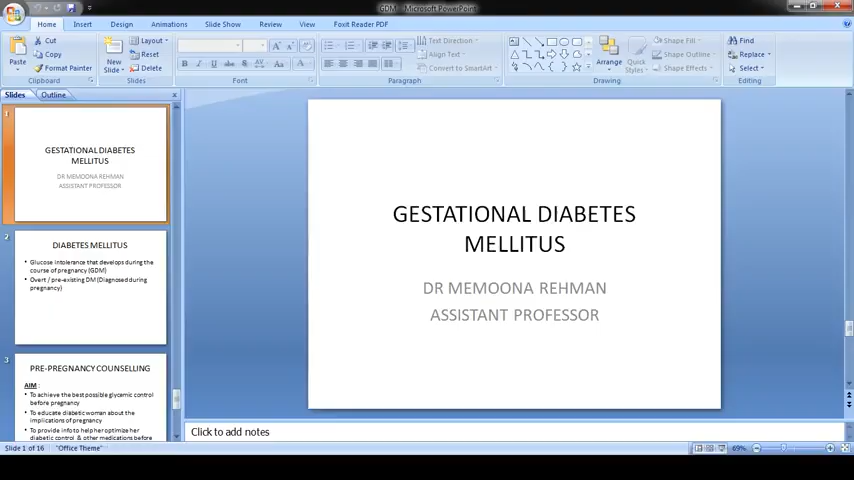 GDM - Microsoft PowerPoint
Home
Insert
Design
Animations
Slide Show
Review
View
Foxit Reader PDF
Paste
Cut
Copy
Format Painter
Clipboard
New
Slide
Layout
Reset
Delete
Slides
Font
Text Direction
Align Text
Convert to SmartArt
Paragraph
Arrange
Quick
Styles
Shape Fill
Shape Outline
Shape Effects
Drawing
Find
Replace
Select
Editing
Slides
Outline
1
GESTATIONAL DIABETES
MELLITUS
DR MEMOONA REHMAN
ASSISTANT PROFESSOR
2
DIABETES MELLITUS
• Glucose Intolerance that develops during the
course of pregnancy (GDM)
• Overt / pre-existing DM (Diagnosed during
pregnancy)
3
PRE-PREGNANCY COUNSELLING
AIM :
• To achieve the best possible glycemic control
before pregnancy
• To educate diabetic woman about the
implications of pregnancy
• To provide info to help her optimize her
diabetic control & other medications before
GESTATIONAL DIABETES
MELLITUS
DR MEMOONA REHMAN
ASSISTANT PROFESSOR
Click to add notes
Slide 1 of 16
"Office Theme"
69%